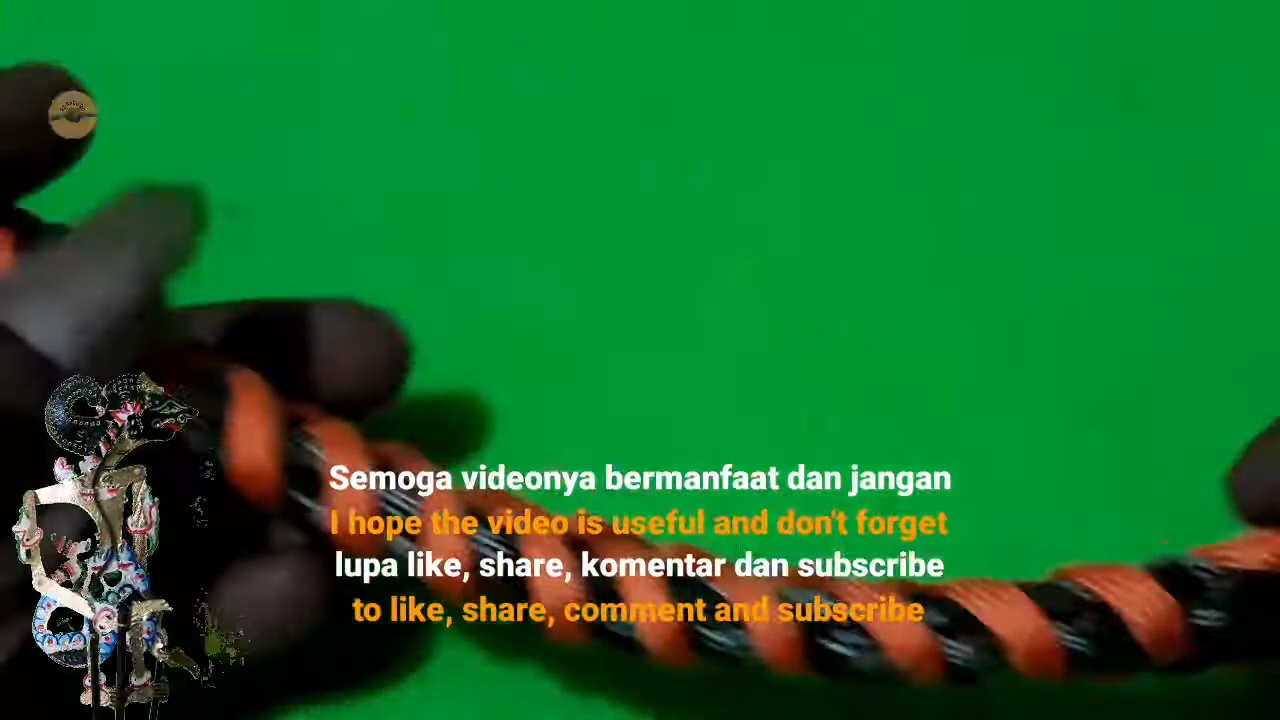 Semoga videonya bermanfaat dan jangan
I hope the video is useful and don't forget
lupa like, share, komentar dan subscribe
to like, share, comment and subscribe